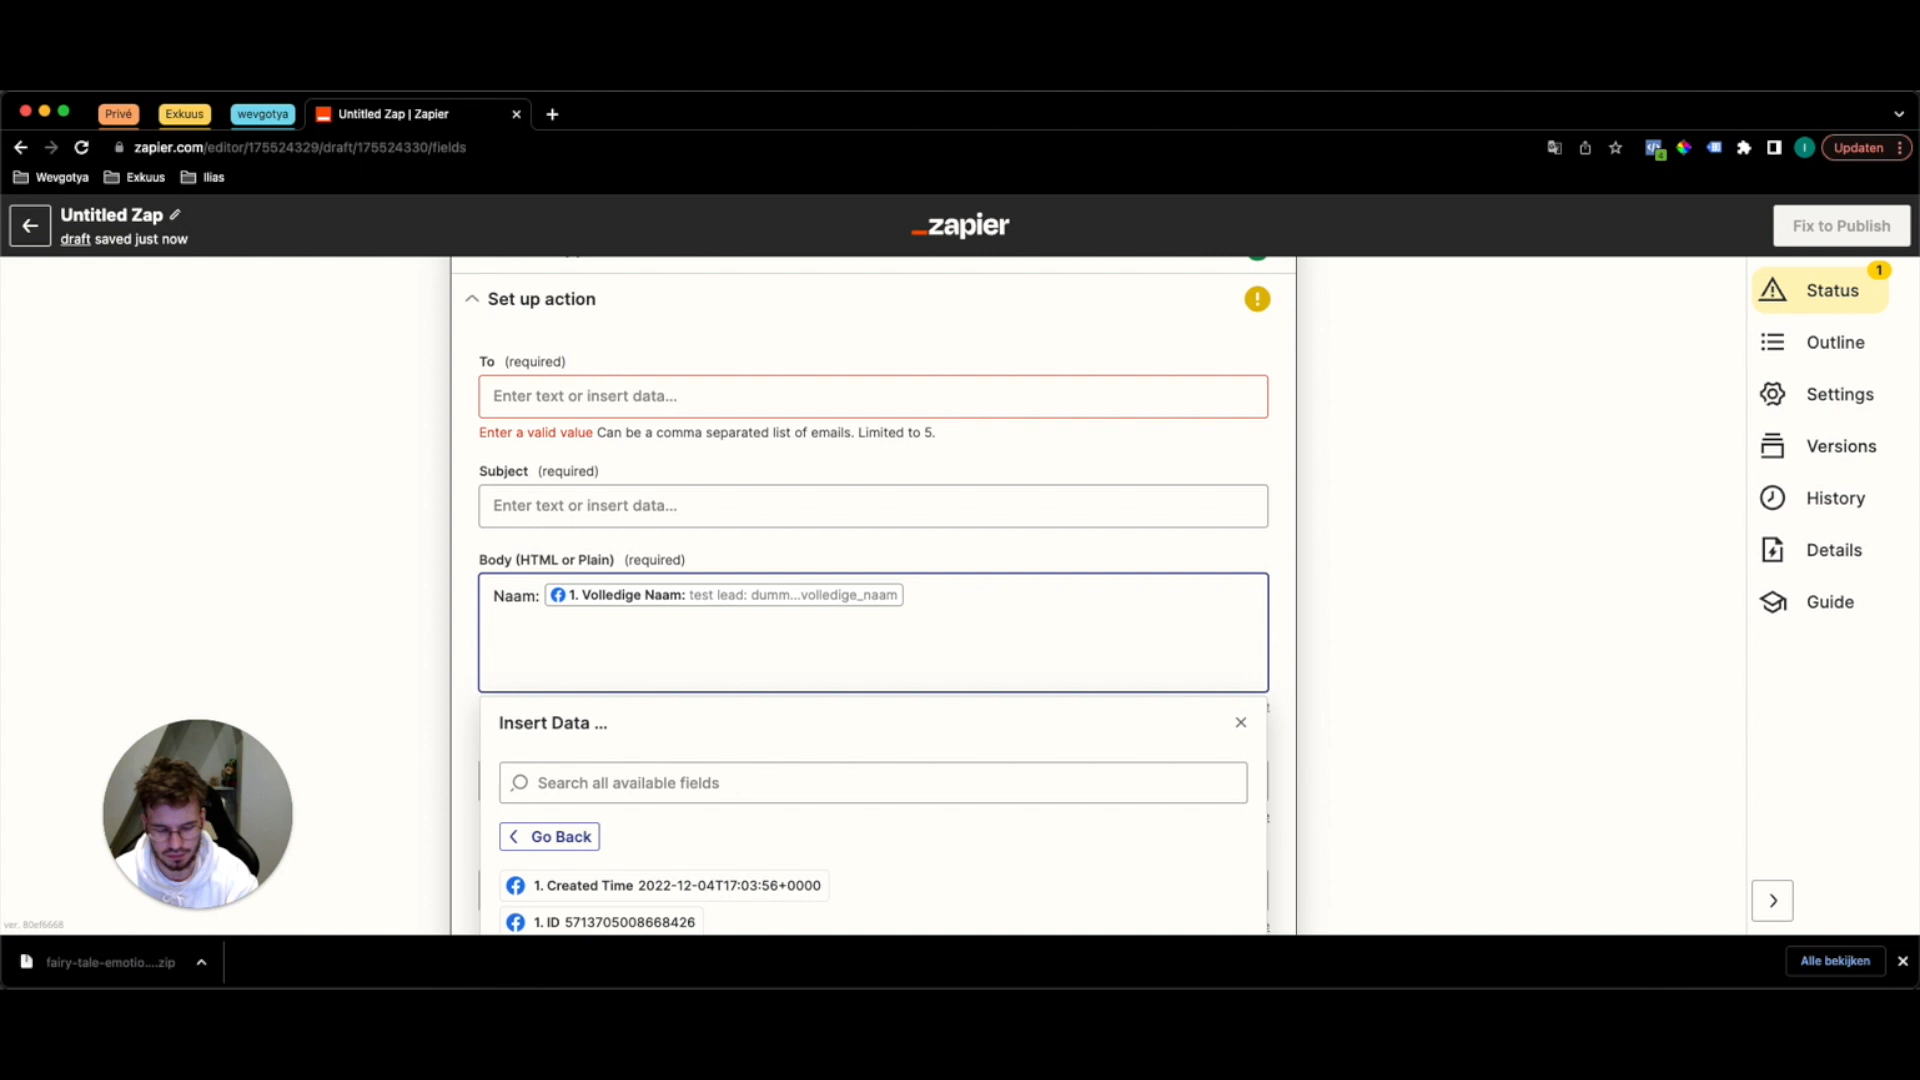 Privé
Exkuus
wevgotya
Untitled Zap | Zapier
zapier.com/editor/175524329/draft/175524330/fields
Updaten
Wevgotya
Exkuus
Ilias
Untitled Zap
draft saved just now
_zapier
Fix to Publish
Set up action
To (required)
Enter text or insert data...
Enter a valid value Can be a comma separated list of emails. Limited to 5.
Subject (required)
Enter text or insert data...
Body (HTML or Plain) (required)
Naam: 1. Volledige Naam: test lead: dumm...volledige_naam
Insert Data ...
Search all available fields
Go Back
1. Created Time 2022-12-04T17:03:56+0000
1. ID 5713705008668426
1
Status
Outline
Settings
Versions
History
Details
Guide
ver. 80ef6668
fairy-tale-emotio....zip
Alle bekijken